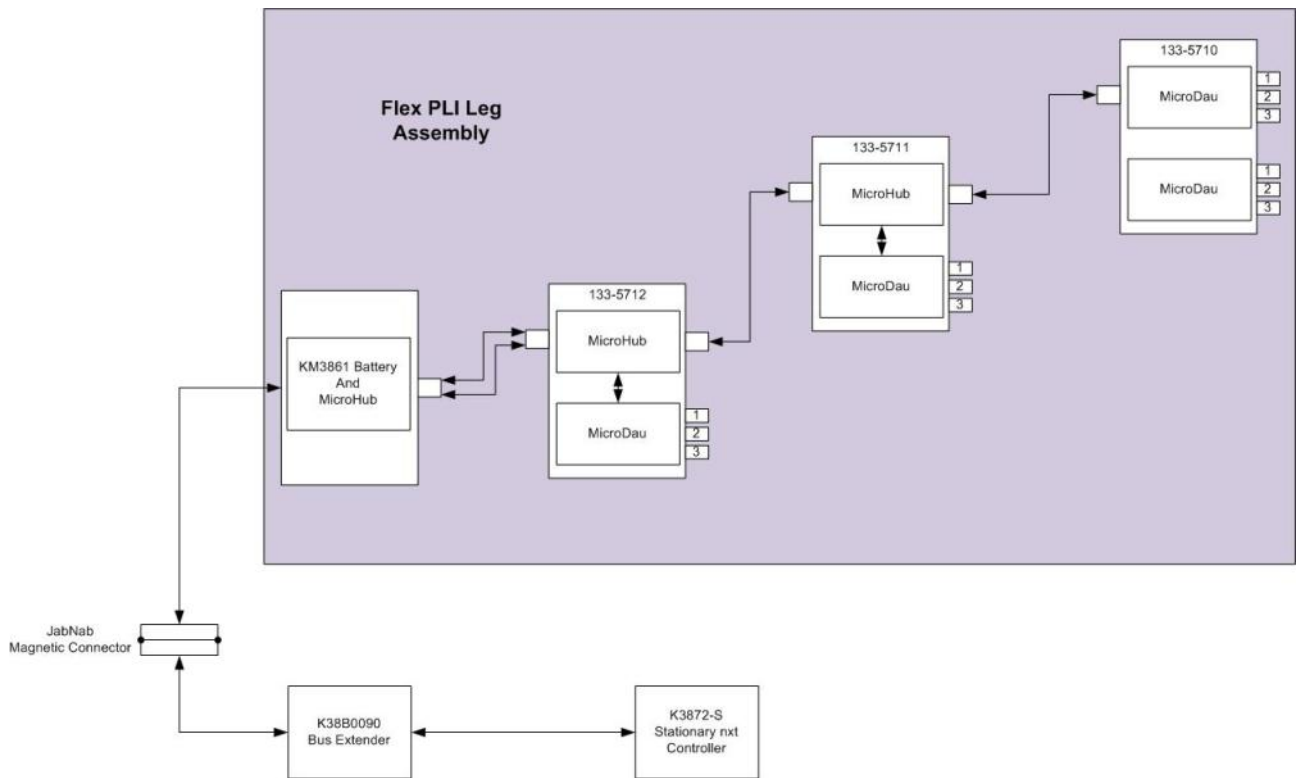 133-5710
MicroDau
1
2
3
MicroDau
1
2
3
Flex PLI Leg
Assembly
133-5711
MicroHub
MicroDau
1
2
3
133-5712
MicroHub
MicroDau
1
2
3
KM3861 Battery
And
MicroHub
JabNab
Magnetic Connector
K38B0090
Bus Extender
K3872-S
Stationary nxt
Controller